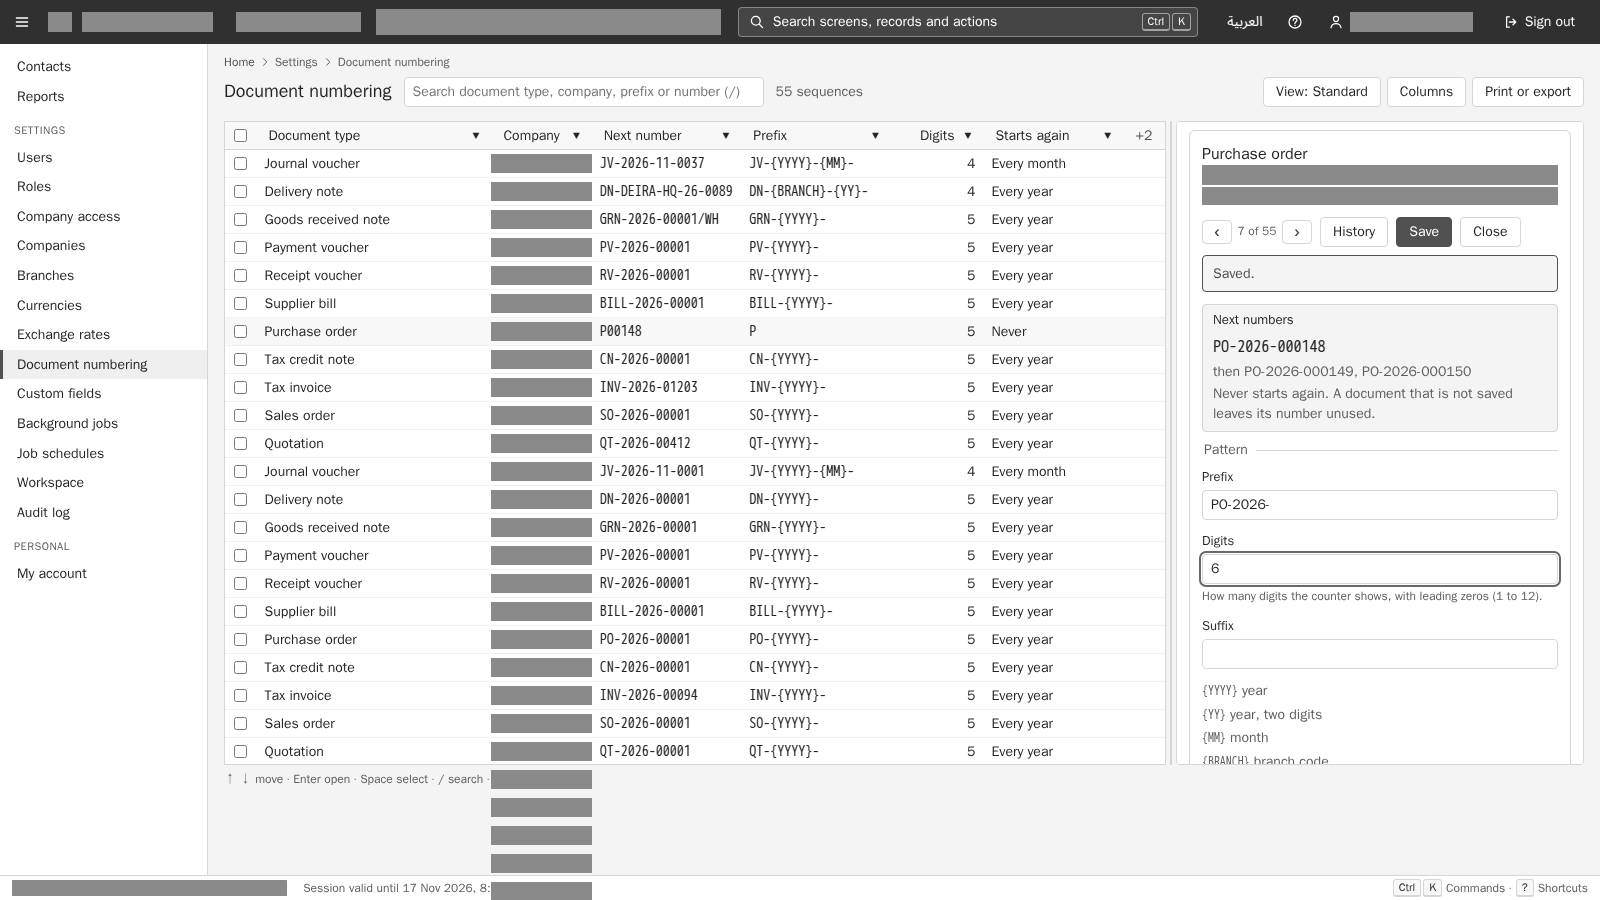 Search screens, records and actions Ctrl K العربية Sign out
Contacts
Reports
SETTINGS
Users
Roles
Company access
Companies
Branches
Currencies
Exchange rates
Document numbering
Custom fields
Background jobs
Job schedules
Workspace
Audit log
PERSONAL
My account
Home > Settings > Document numbering
Document numbering Search document type, company, prefix or number (/) 55 sequences View: Standard Columns Print or export
Document type Company Next number Prefix Digits Starts again +2
Journal voucher JV-2026-11-0037 JV-{YYYY}-{MM}- 4 Every month
Delivery note DN-DEIRA-HQ-26-0089 DN-{BRANCH}-{YY}- 4 Every year
Goods received note GRN-2026-00001/WH GRN-{YYYY}- 5 Every year
Payment voucher PV-2026-00001 PV-{YYYY}- 5 Every year
Receipt voucher RV-2026-00001 RV-{YYYY}- 5 Every year
Supplier bill BILL-2026-00001 BILL-{YYYY}- 5 Every year
Purchase order P00148 P 5 Never
Tax credit note CN-2026-00001 CN-{YYYY}- 5 Every year
Tax invoice INV-2026-01203 INV-{YYYY}- 5 Every year
Sales order SO-2026-00001 SO-{YYYY}- 5 Every year
Quotation QT-2026-00412 QT-{YYYY}- 5 Every year
Journal voucher JV-2026-11-0001 JV-{YYYY}-{MM}- 4 Every month
Delivery note DN-2026-00001 DN-{YYYY}- 5 Every year
Goods received note GRN-2026-00001 GRN-{YYYY}- 5 Every year
Payment voucher PV-2026-00001 PV-{YYYY}- 5 Every year
Receipt voucher RV-2026-00001 RV-{YYYY}- 5 Every year
Supplier bill BILL-2026-00001 BILL-{YYYY}- 5 Every year
Purchase order PO-2026-00001 PO-{YYYY}- 5 Every year
Tax credit note CN-2026-00001 CN-{YYYY}- 5 Every year
Tax invoice INV-2026-00094 INV-{YYYY}- 5 Every year
Sales order SO-2026-00001 SO-{YYYY}- 5 Every year
Quotation QT-2026-00001 QT-{YYYY}- 5 Every year
↑ ↓ move · Enter open · Space select · / search ·
Purchase order
‹ 7 of 55 › History Save Close
Saved.
Next numbers
PO-2026-000148
then PO-2026-000149, PO-2026-000150
Never starts again. A document that is not saved
leaves its number unused.
Pattern
Prefix
PO-2026-
Digits
6
How many digits the counter shows, with leading zeros (1 to 12).
Suffix
{YYYY} year
{YY} year, two digits
{MM} month
{BRANCH} branch code
Session valid until 17 Nov 2026, 8:
Ctrl K Commands · ? Shortcuts